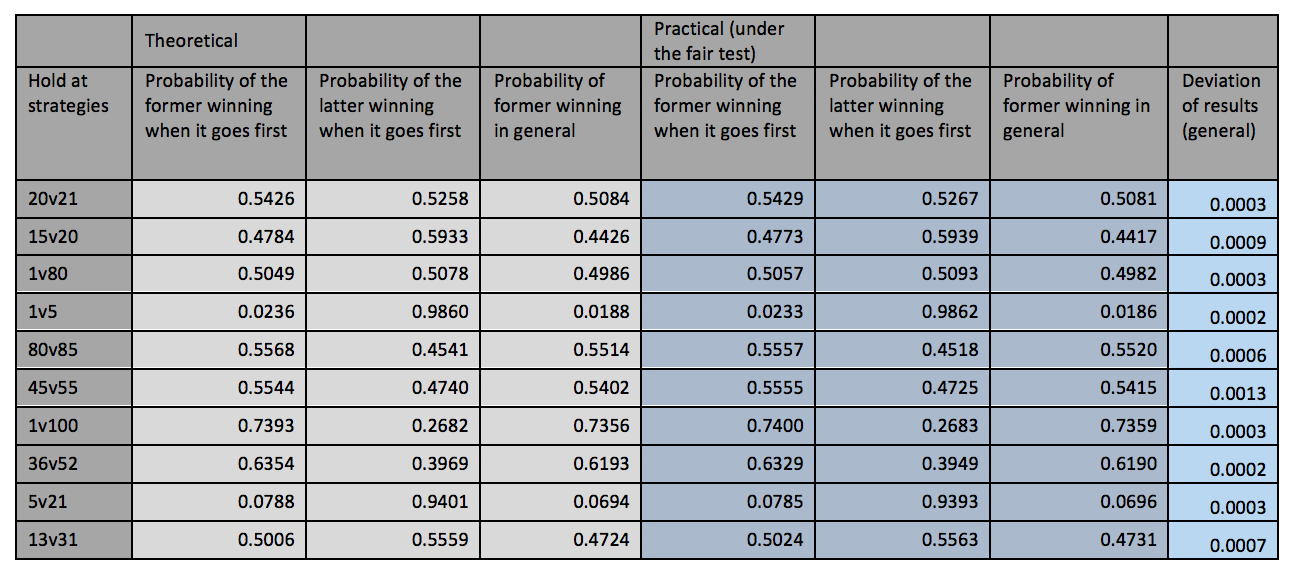 Theoretical Practical (under
the fair test)
Hold at Probability of the Probability of the Probability of Probability of the Probability of the Probability of Deviation
strategies former winning latter winning former winning former winning latter winning former winning in of results
when it goes first when it goes first in general when it goes first when it goes first general (general)
20v21 0.5426 0.5258 0.5084 0.5429 0.5267 0.5081 0.0003
15v20 0.4784 0.5933 0.4426 0.4773 0.5939 0.4417 0.0009
1v80 0.5049 0.5078 0.4986 0.5057 0.5093 0.4982 0.0003
1v5 0.0236 0.9860 0.0188 0.0233 0.9862 0.0186 0.0002
80v85 0.5568 0.4541 0.5514 0.5557 0.4518 0.5520 0.0006
45v55 0.5544 0.4740 0.5402 0.5555 0.4725 0.5415 0.0013
1v100 0.7393 0.2682 0.7356 0.7400 0.2683 0.7359 0.0003
36v52 0.6354 0.3969 0.6193 0.6329 0.3949 0.6190 0.0002
5v21 0.0788 0.9401 0.0694 0.0785 0.9393 0.0696 0.0003
13v31 0.5006 0.5559 0.4724 0.5024 0.5563 0.4731 0.0007